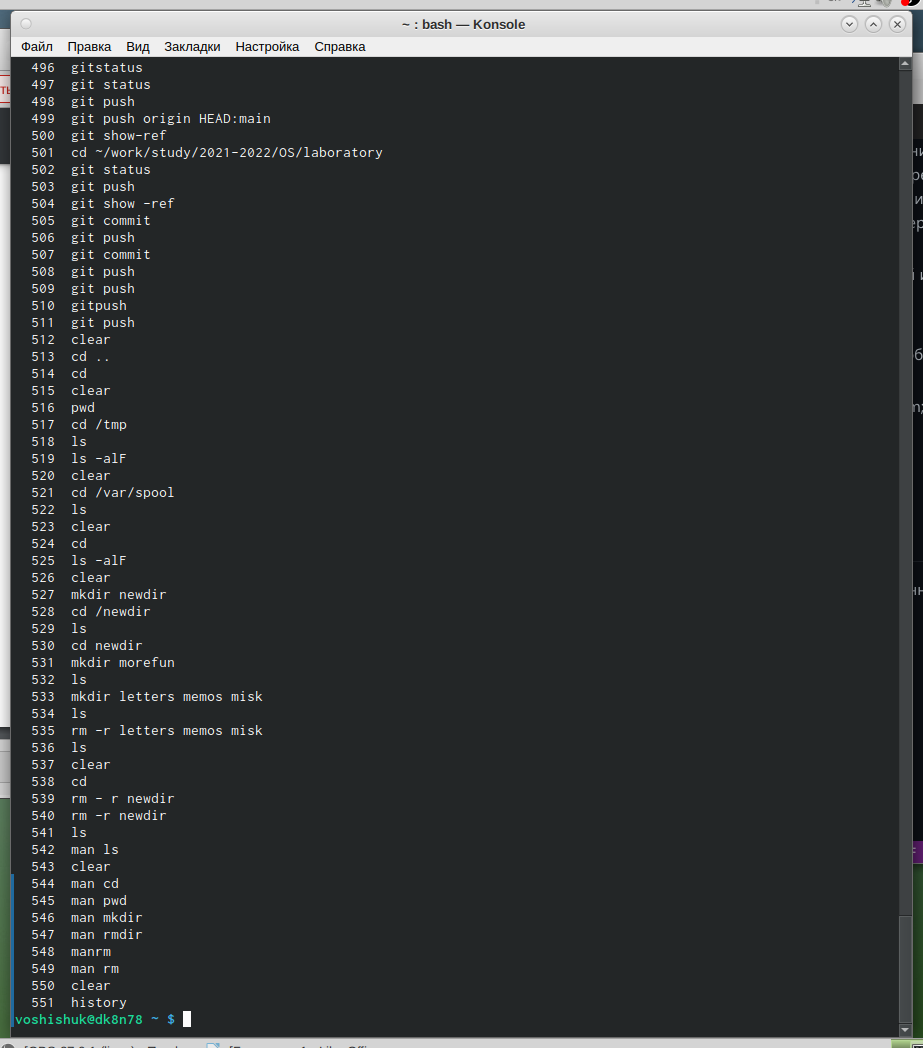 ~ : bash — Konsole
Файл Правка Вид Закладки Настройка Справка
496 gitstatus
497 git status
498 git push
499 git push origin HEAD:main
500 git show-ref
501 cd ~/work/study/2021-2022/OS/laboratory
502 git status
503 git push
504 git show -ref
505 git commit
506 git push
507 git commit
508 git push
509 git push
510 gitpush
511 git push
512 clear
513 cd ..
514 cd
515 clear
516 pwd
517 cd /tmp
518 ls
519 ls -alF
520 clear
521 cd /var/spool
522 ls
523 clear
524 cd
525 ls -alF
526 clear
527 mkdir newdir
528 cd /newdir
529 ls
530 cd newdir
531 mkdir morefun
532 ls
533 mkdir letters memos misk
534 ls
535 rm -r letters memos misk
536 ls
537 clear
538 cd
539 rm - r newdir
540 rm -r newdir
541 ls
542 man ls
543 clear
544 man cd
545 man pwd
546 man mkdir
547 man rmdir
548 manrm
549 man rm
550 clear
551 history
voshishuk@dk8n78 ~ $